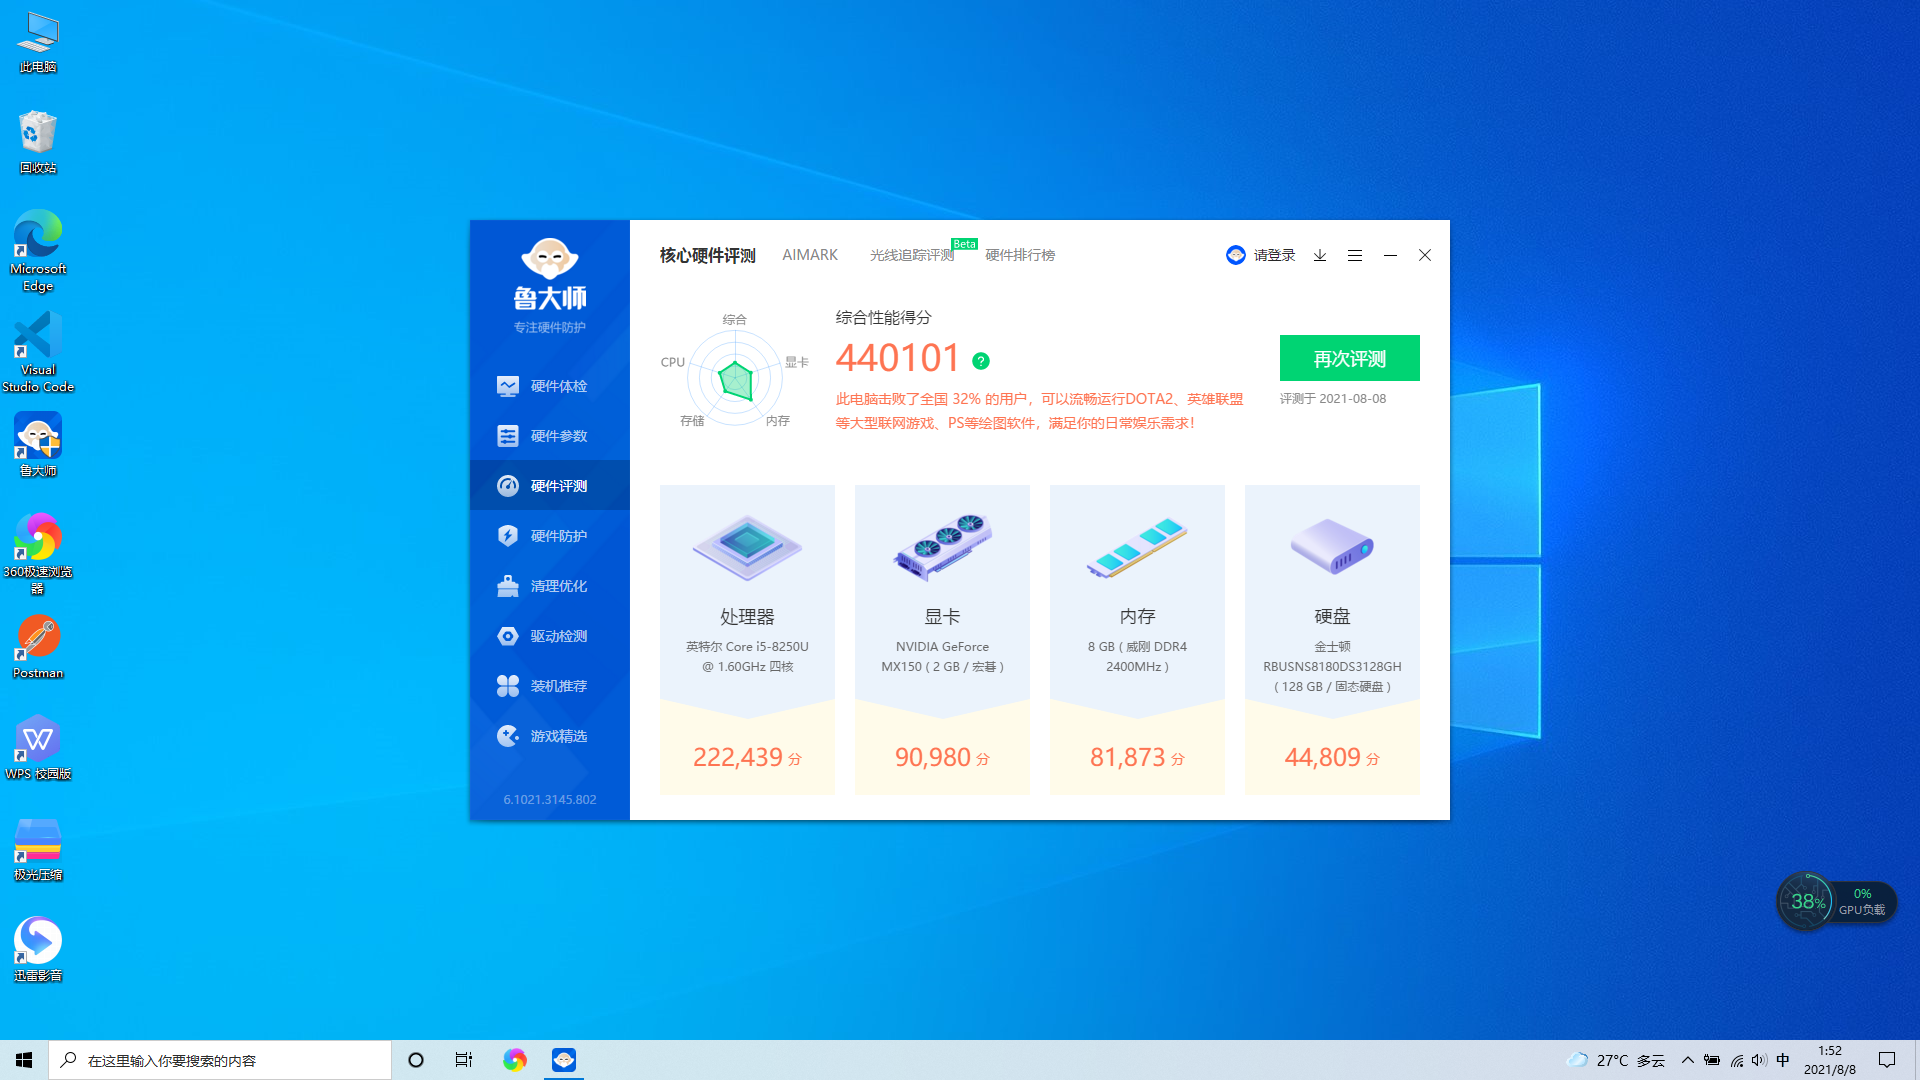 此电脑
回收站
Microsoft
Edge
Visual
Studio Code
鲁大师
360极速浏览
器
Postman
WPS 校园版
极光压缩
迅雷影音
鲁大师
专注硬件防护
硬件体检
硬件参数
硬件评测
硬件防护
清理优化
驱动检测
装机推荐
游戏精选
6.1021.3145.802
核心硬件评测
AIMARK
光线追踪评测
Beta
硬件排行榜
请登录
综合
CPU
显卡
存储
内存
综合性能得分
440101
?
此电脑击败了全国 32% 的用户，可以流畅运行DOTA2、英雄联盟
等大型联网游戏、PS等绘图软件，满足你的日常娱乐需求！
再次评测
评测于 2021-08-08
处理器
英特尔 Core i5-8250U
@ 1.60GHz 四核
222,439 分
显卡
NVIDIA GeForce
MX150 ( 2 GB / 宏碁 )
90,980 分
内存
8 GB ( 威刚 DDR4
2400MHz )
81,873 分
硬盘
金士顿
RBUSNS8180DS3128GH
( 128 GB / 固态硬盘 )
44,809 分
38%
0%
GPU负载
在这里输入你要搜索的内容
27°C 多云
中
1:52
2021/8/8